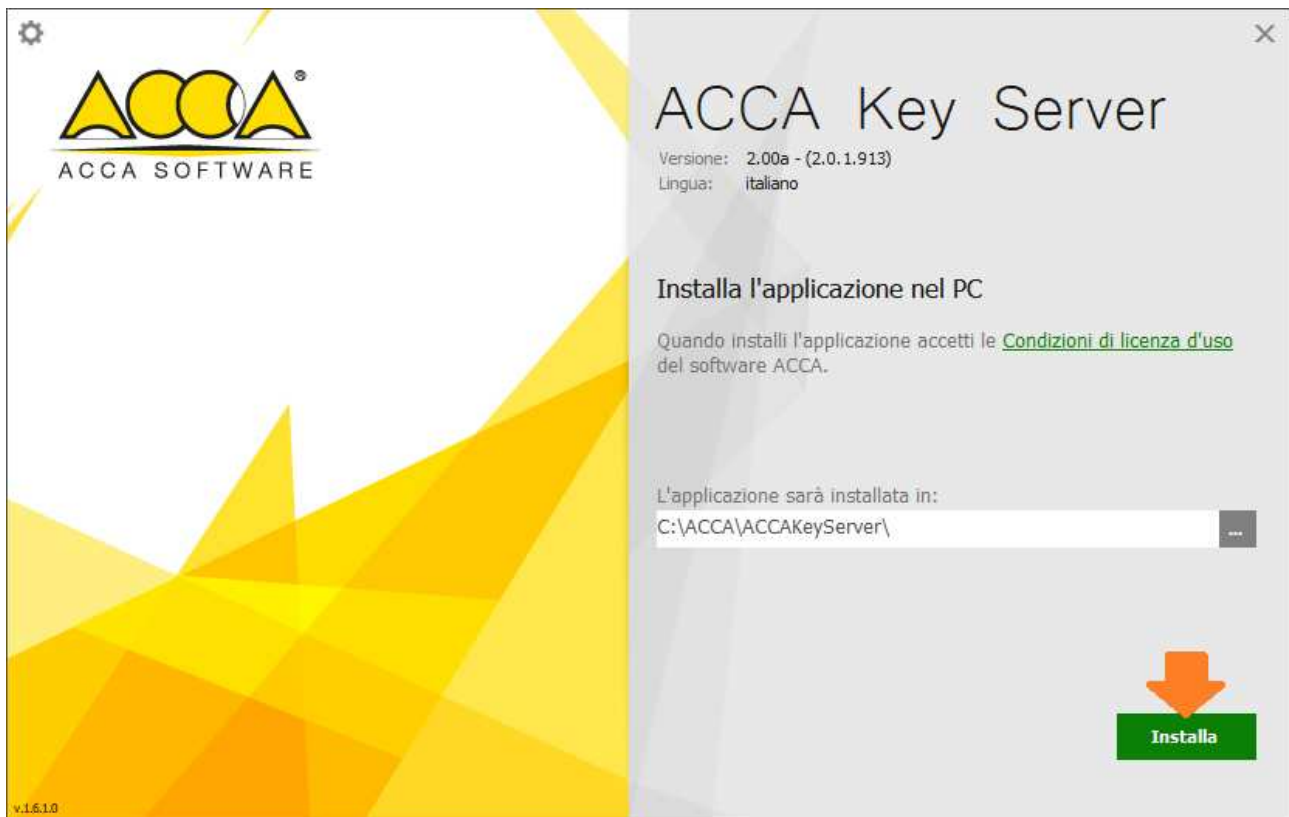 ACCA®
ACCA SOFTWARE
ACCA Key Server
Versione: 2.00a - (2.0.1.913)
Lingua: italiano
Installa l'applicazione nel PC
Quando installi l'applicazione accetti le Condizioni di licenza d'uso
del software ACCA.
L'applicazione sarà installata in:
C:\ACCA\ACCAKeyServer\
...
Installa
v.1.6.1.0